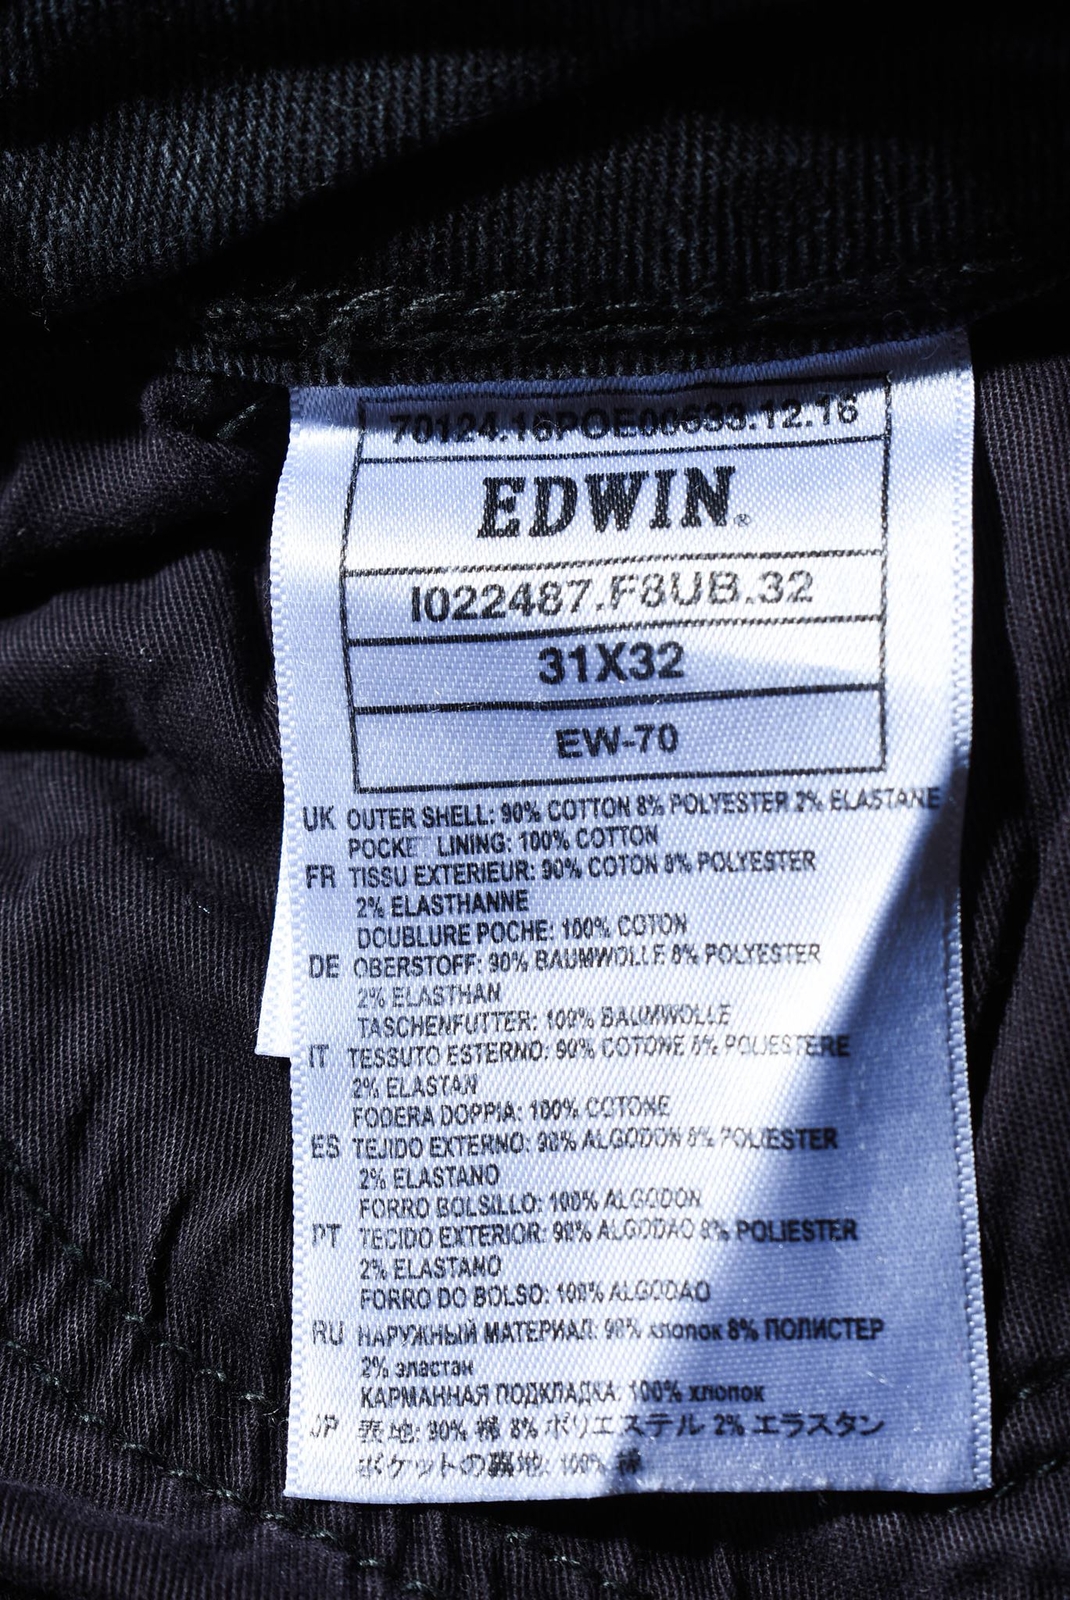 70124.16POE00633.12.16
EDWIN®
I022487.F8UB.32
31X32
EW-70
UK OUTER SHELL: 90% COTTON 8% POLYESTER 2% ELASTANE
POCKET LINING: 100% COTTON
FR TISSU EXTERIEUR: 90% COTON 8% POLYESTER
2% ELASTHANNE
DOUBLURE POCHE: 100% COTON
DE OBERSTOFF: 90% BAUMWOLLE 8% POLYESTER
2% ELASTHAN
TASCHENFUTTER: 100% BAUMWOLLE
IT TESSUTO ESTERNO: 90% COTONE 8% POLIESTERE
2% ELASTAN
FODERA DOPPIA: 100% COTONE
ES TEJIDO EXTERNO: 90% ALGODON 8% POLIESTER
2% ELASTANO
FORRO BOLSILLO: 100% ALGODON
PT TECIDO EXTERIOR: 90% ALGODAO 8% POLIESTER
2% ELASTANO
FORRO DO BOLSO: 100% ALGODAO
RU НАРУЖНЫЙ МАТЕРИАЛ: 90% хлопок 8% ПОЛИСТЕР
2% эластан
КАРМАННАЯ ПОДКЛАДКА: 100% хлопок
JP 表地: 90% 綿 8% ポリエステル 2% エラスタン
ポケットの裏地: 100% 綿